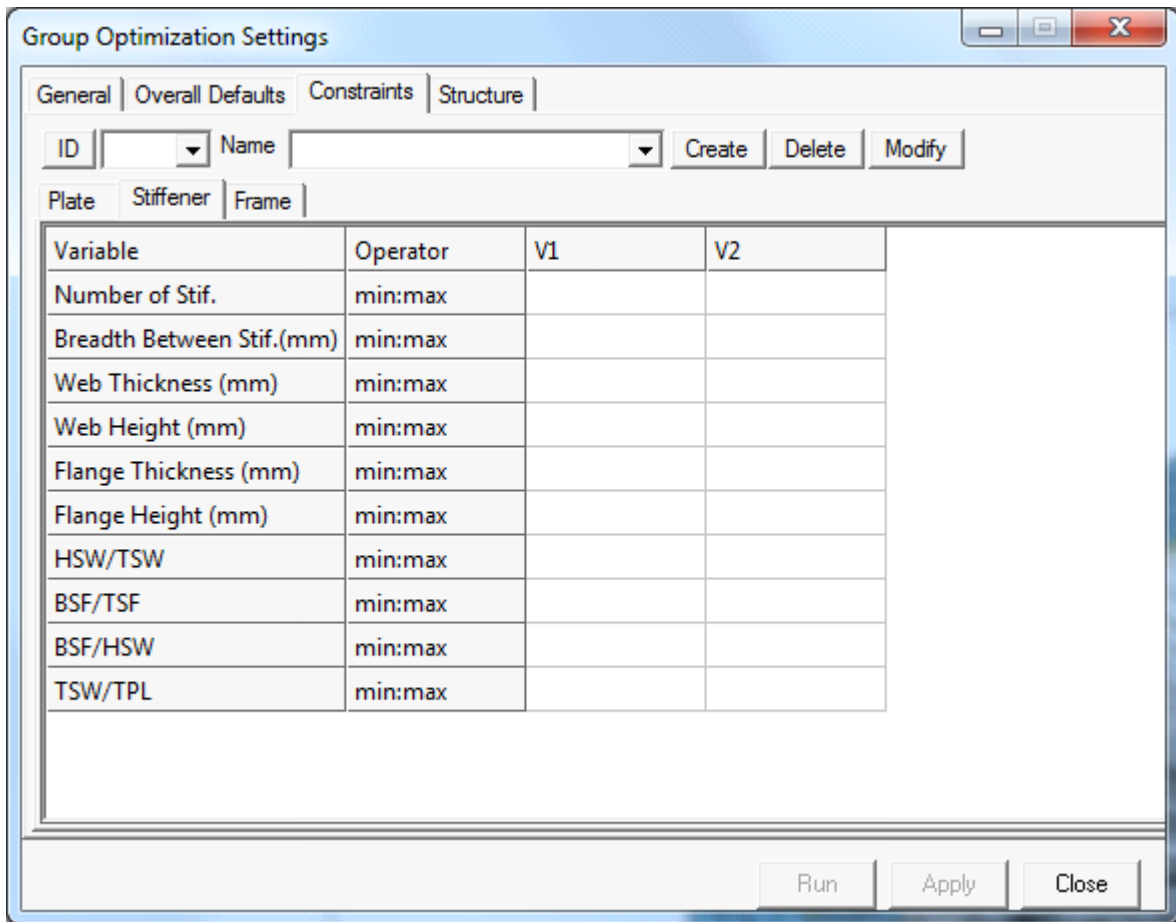 Group Optimization Settings
General Overall Defaults Constraints Structure
ID Name Create Delete Modify
Plate Stiffener Frame
Variable Operator V1 V2
Number of Stif. min:max
Breadth Between Stif.(mm) min:max
Web Thickness (mm) min:max
Web Height (mm) min:max
Flange Thickness (mm) min:max
Flange Height (mm) min:max
HSW/TSW min:max
BSF/TSF min:max
BSF/HSW min:max
TSW/TPL min:max
Run Apply Close